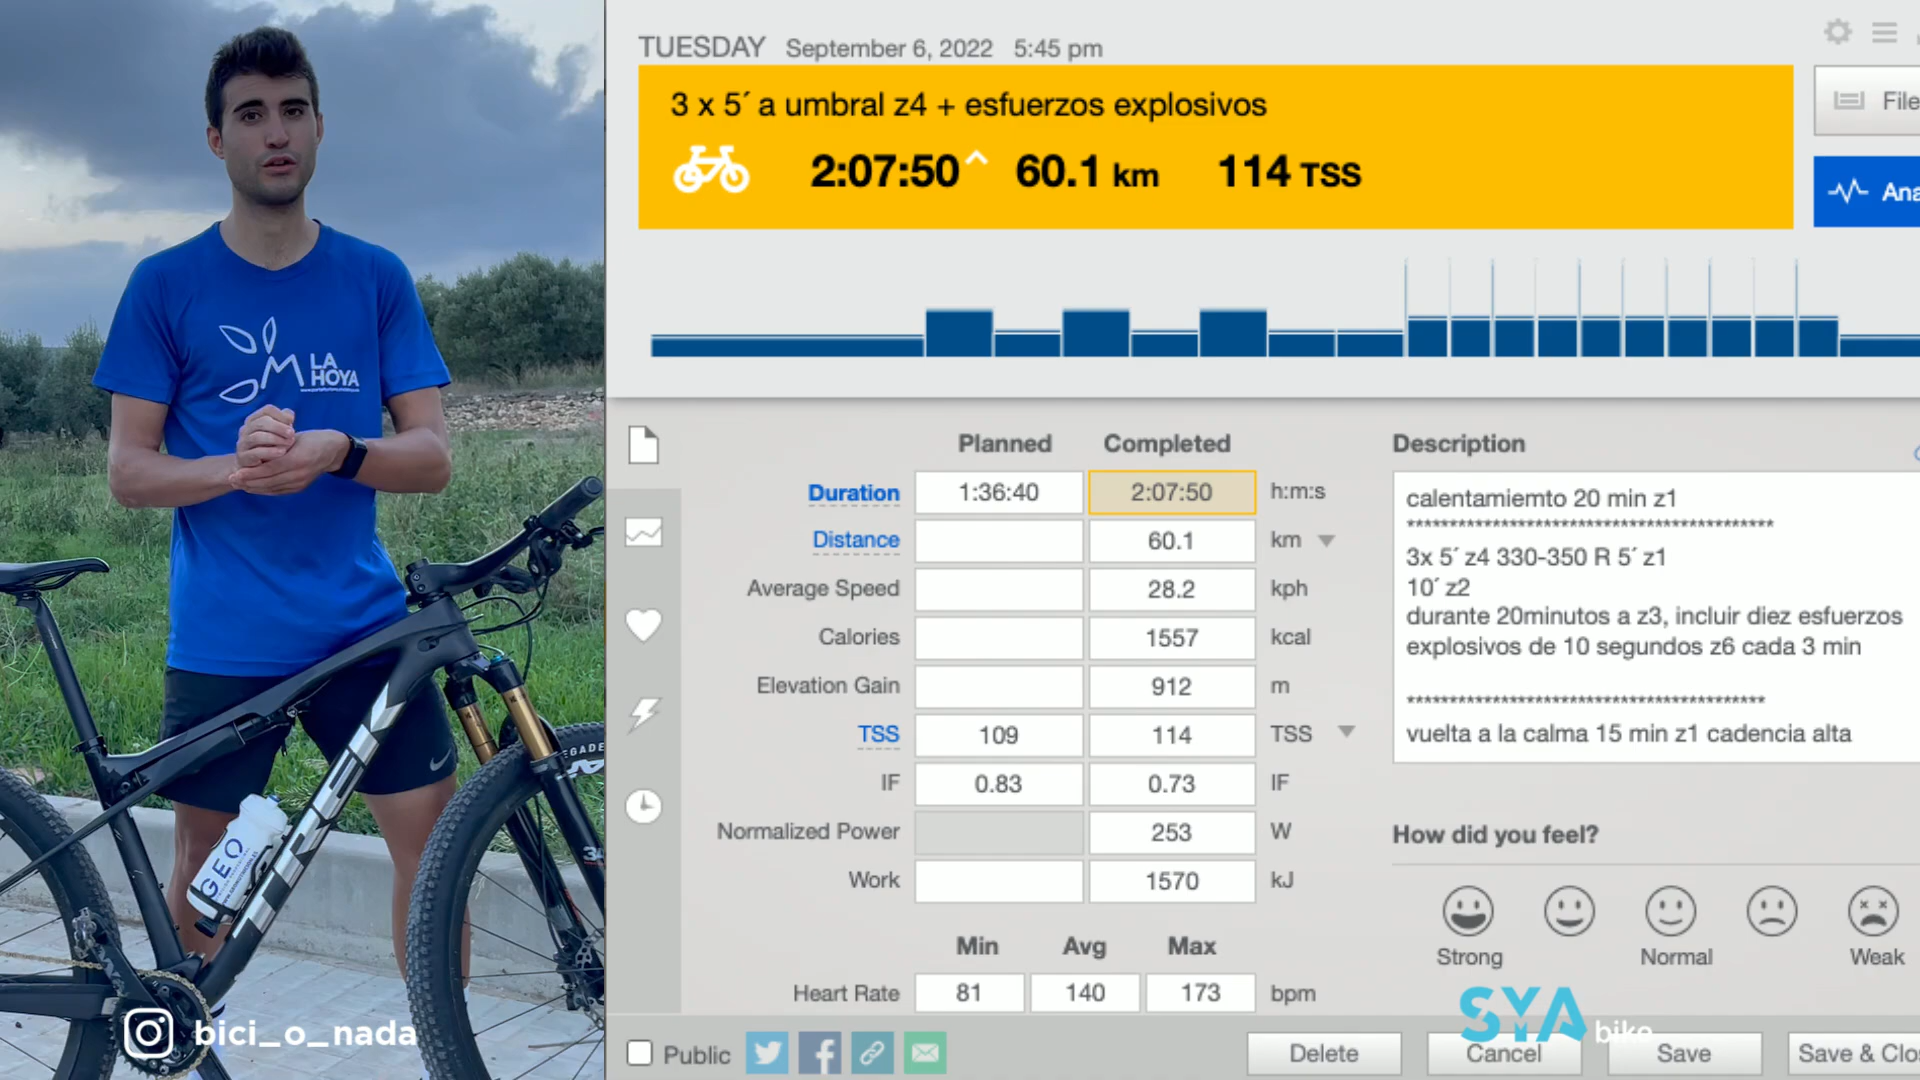 TUESDAY September 6, 2022 5:45 pm
3 x 5´ a umbral z4 + esfuerzos explosivos
2:07:50 60.1 km 114 TSS
File
Ana
LA
HOYA
Planned Completed
Duration 1:36:40 2:07:50 h:m:s
Distance 60.1 km
Average Speed 28.2 kph
Calories 1557 kcal
Elevation Gain 912 m
TSS 109 114 TSS
IF 0.83 0.73 IF
Normalized Power 253 W
Work 1570 kJ
Min Avg Max
Heart Rate 81 140 173 bpm
Description
calentamiemto 20 min z1
*******************************************
3x 5´ z4 330-350 R 5´ z1
10´ z2
durante 20minutos a z3, incluir diez esfuerzos
explosivos de 10 segundos z6 cada 3 min
******************************************
vuelta a la calma 15 min z1 cadencia alta
How did you feel?
Strong Normal Weak
GEO
TREK
bici_o_nada
SYA bike
Public
Delete Cancel Save Save & Clo